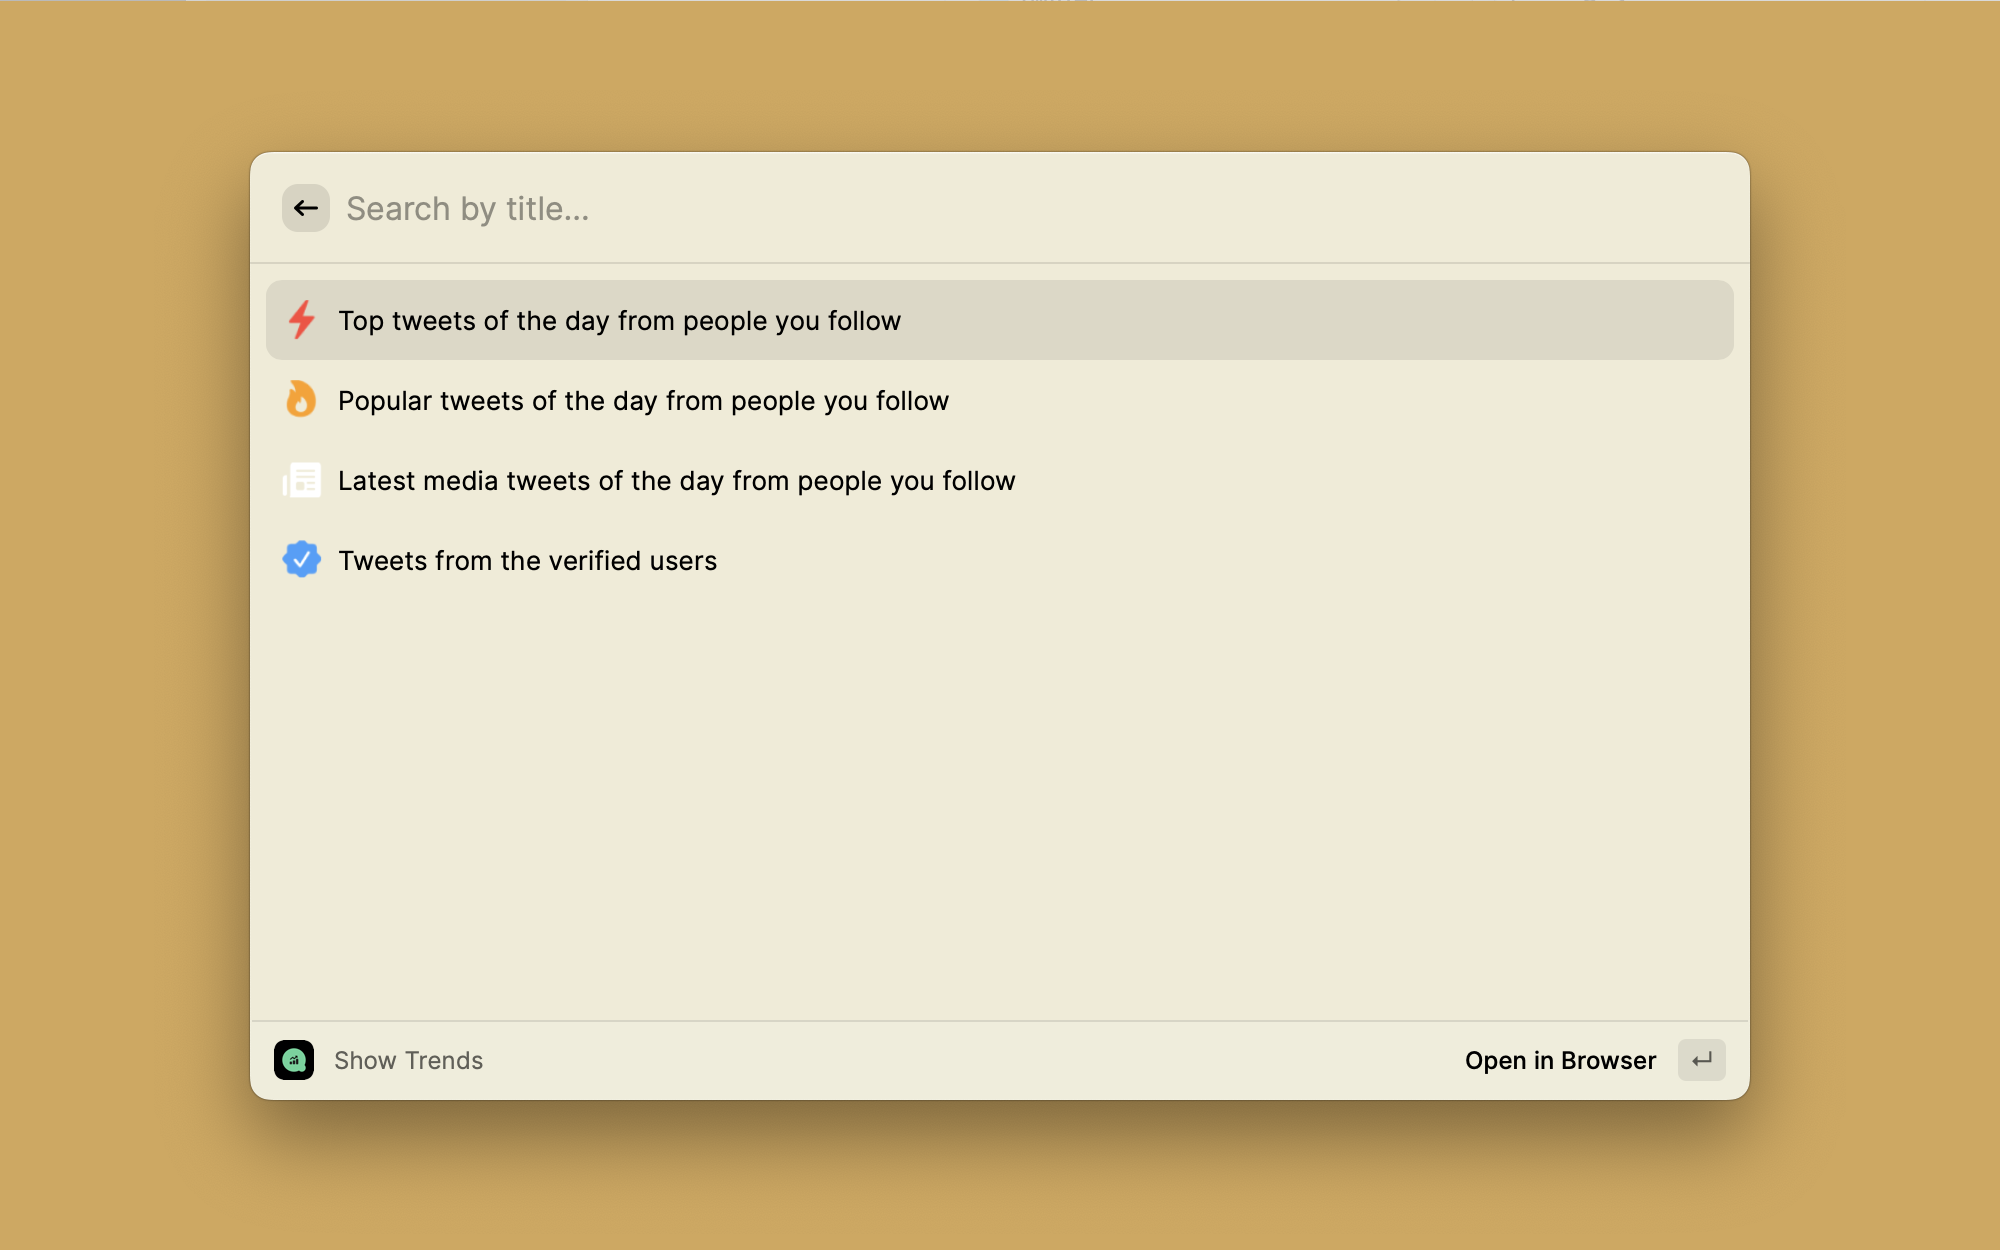 Search by title...
Top tweets of the day from people you follow
Popular tweets of the day from people you follow
Latest media tweets of the day from people you follow
Tweets from the verified users
Show Trends
Open in Browser